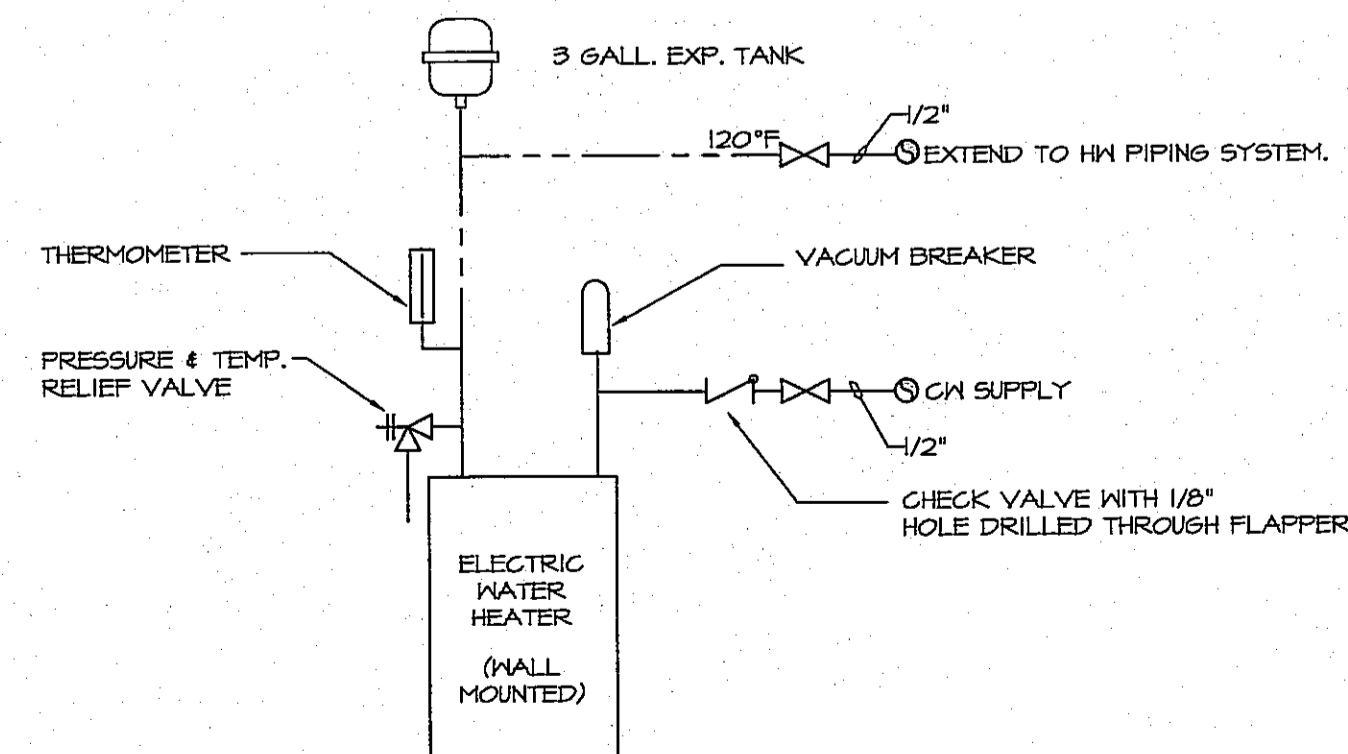 3 GALL. EXP. TANK
1/2"
120°F
EXTEND TO HW PIPING SYSTEM.
THERMOMETER
VACUUM BREAKER
PRESSURE & TEMP.
RELIEF VALVE
CW SUPPLY
1/2"
CHECK VALVE WITH 1/8"
HOLE DRILLED THROUGH FLAPPER
ELECTRIC
WATER
HEATER
(WALL
MOUNTED)